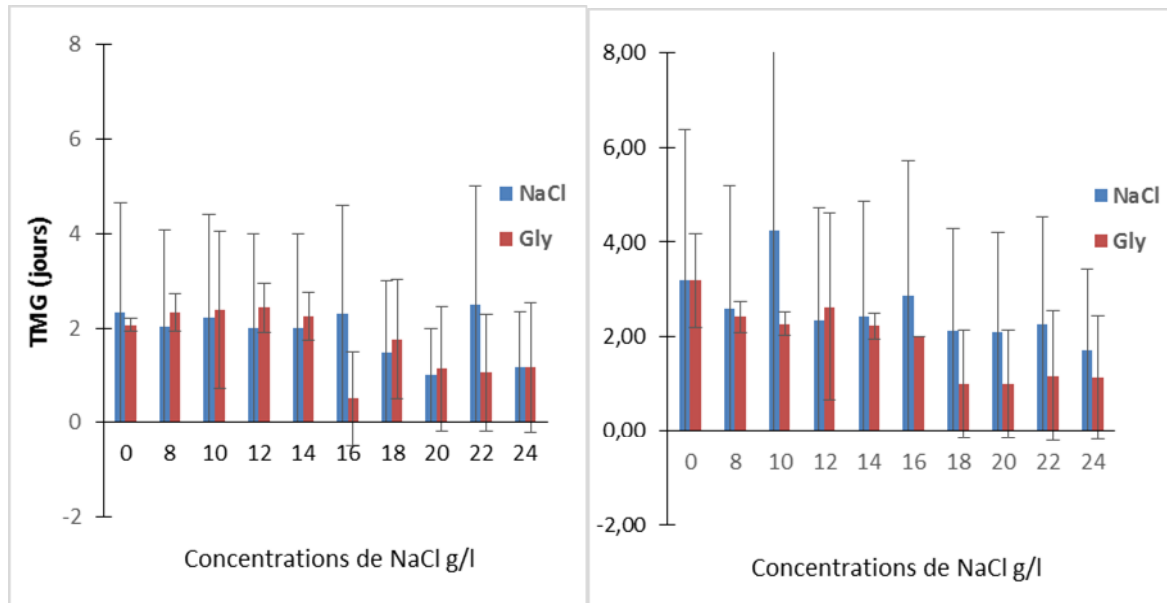 8
6
4
2
0
-2
TMG (jours)
NaCl
Gly
0 8 10 12 14 16 18 20 22 24
Concentrations de NaCl g/l
8,00
6,00
4,00
2,00
0,00
-2,00
NaCl
Gly
0 8 10 12 14 16 18 20 22 24
Concentrations de NaCl g/l